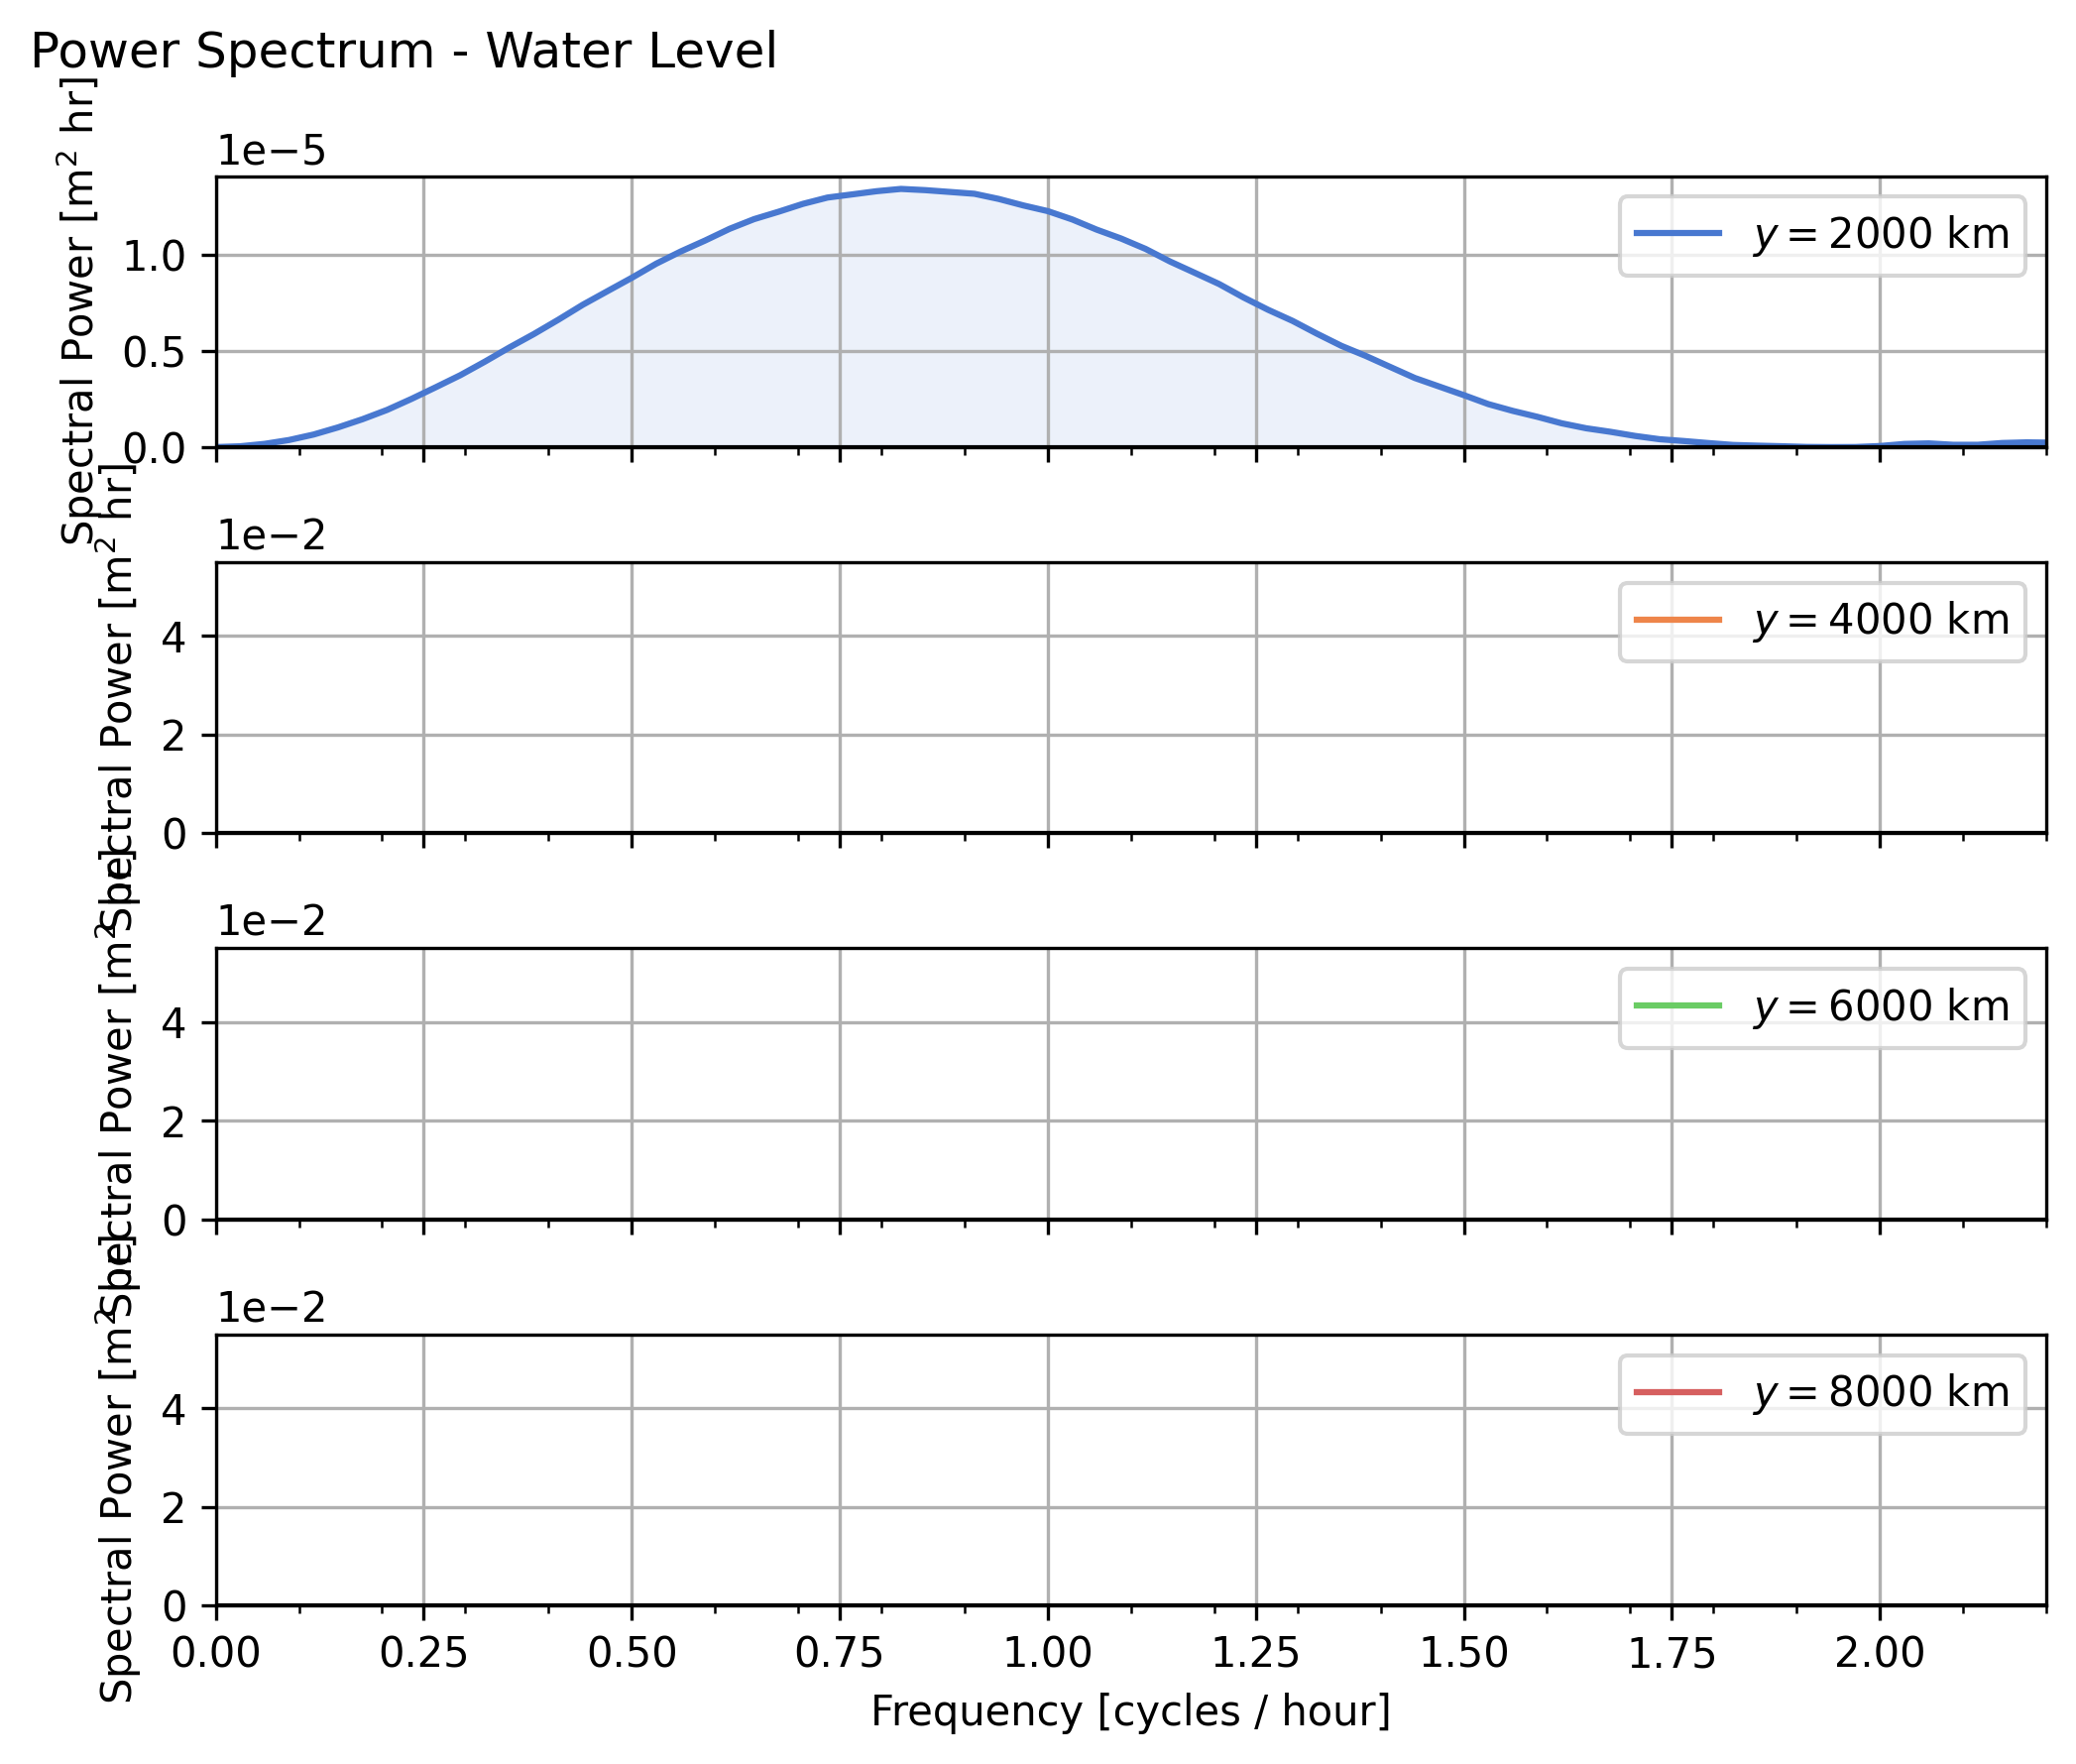 Power Spectrum - Water Level
1e−5
Spectral Power [m² hr]
1.0
0.5
0.0
y = 2000 km
1e−2
Spectral Power [m² hr]
4
2
0
y = 4000 km
1e−2
Spectral Power [m²
4
2
0
y = 6000 km
1e−2
Spectral Power [m²
4
2
0
y = 8000 km
0.00 0.25 0.50 0.75 1.00 1.25 1.50 1.75 2.00
Frequency [cycles / hour]